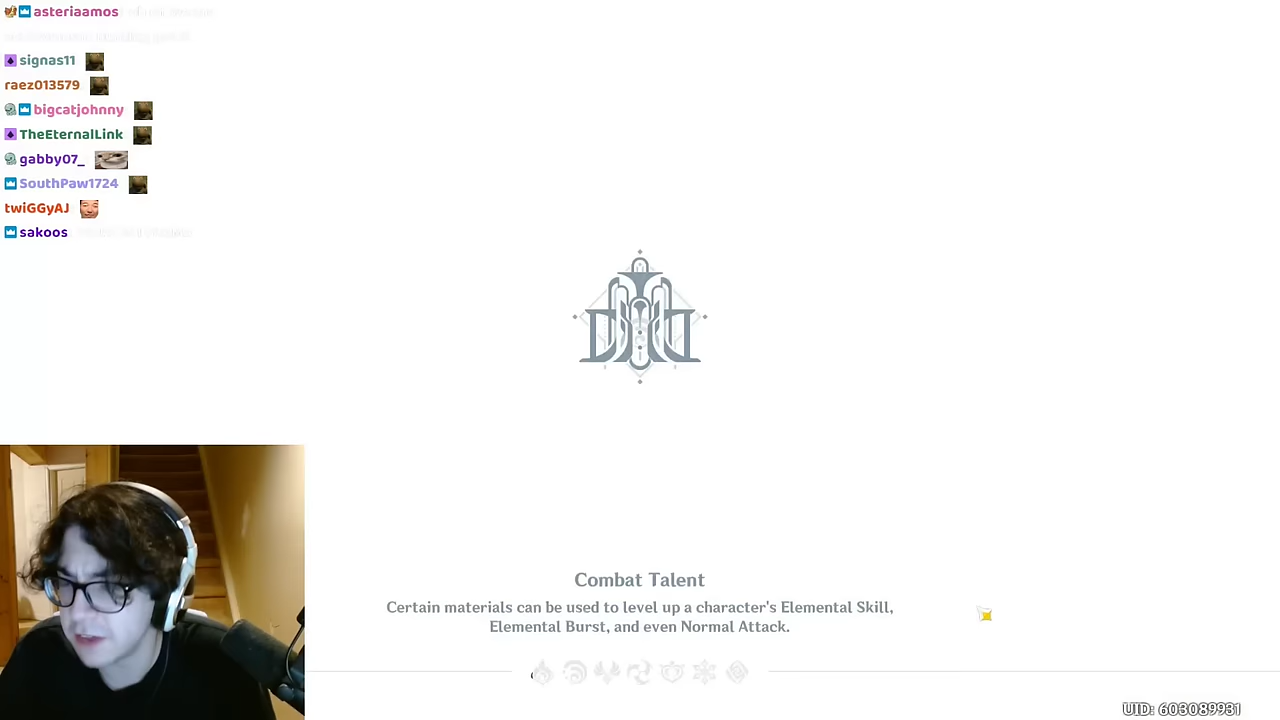 asteriaamos
signas11
raez013579
bigcatjohnny
TheEternalLink
gabby07_
SouthPaw1724
twiGGyAJ
sakoos
Combat Talent
Certain materials can be used to level up a character's Elemental Skill,
Elemental Burst, and even Normal Attack.
UID: 603089931